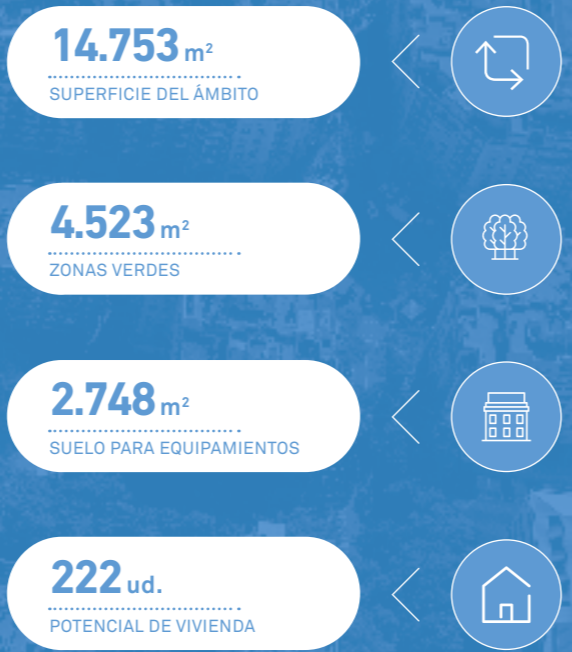 14.753 m²
SUPERFICIE DEL ÁMBITO
4.523 m²
ZONAS VERDES
2.748 m²
SUELO PARA EQUIPAMIENTOS
222 ud.
POTENCIAL DE VIVIENDA